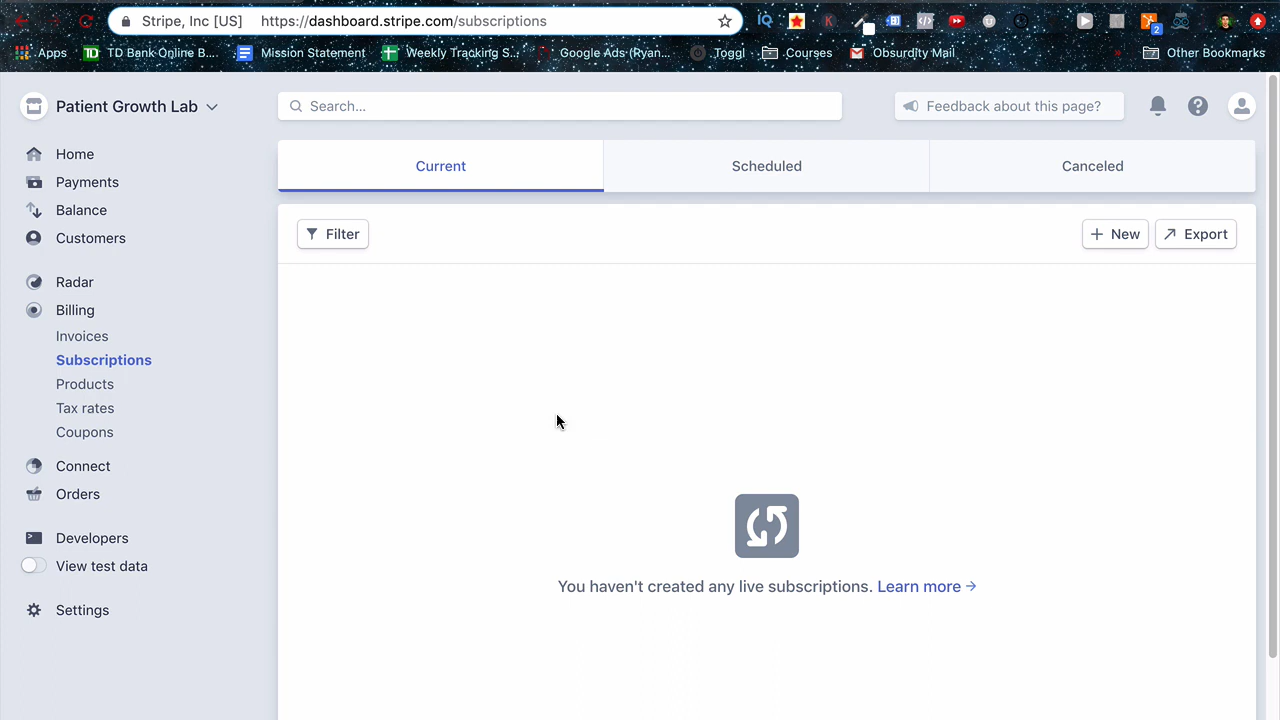 Stripe, Inc [US] https://dashboard.stripe.com/subscriptions
2
Apps TD Bank Online B... Mission Statement Weekly Tracking S... Google Ads (Ryan... Toggl Courses Obsurdity Mail » Other Bookmarks
Patient Growth Lab
Search...
Feedback about this page?
Home
Payments
Balance
Customers
Radar
Billing
Invoices
Subscriptions
Products
Tax rates
Coupons
Connect
Orders
Developers
View test data
Settings
Current Scheduled Canceled
Filter
+ New Export
You haven't created any live subscriptions. Learn more →